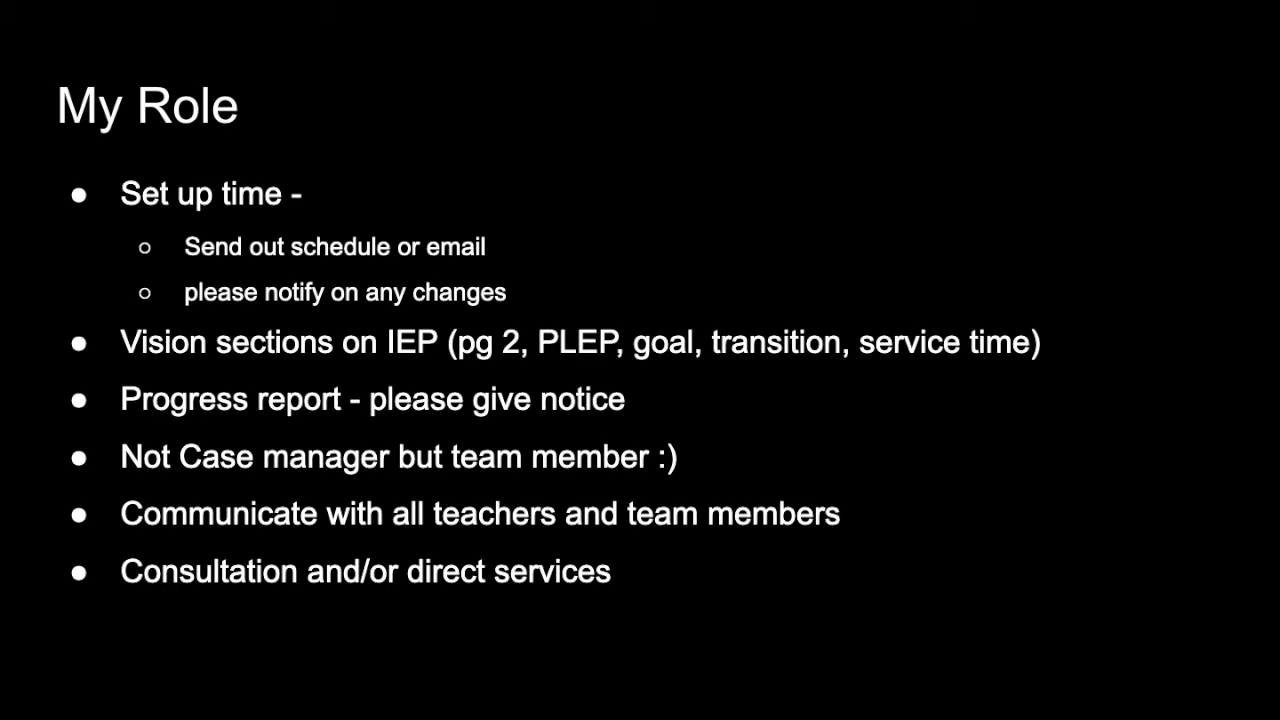 My Role
● Set up time -
○ Send out schedule or email
○ please notify on any changes
● Vision sections on IEP (pg 2, PLEP, goal, transition, service time)
● Progress report - please give notice
● Not Case manager but team member :)
● Communicate with all teachers and team members
● Consultation and/or direct services